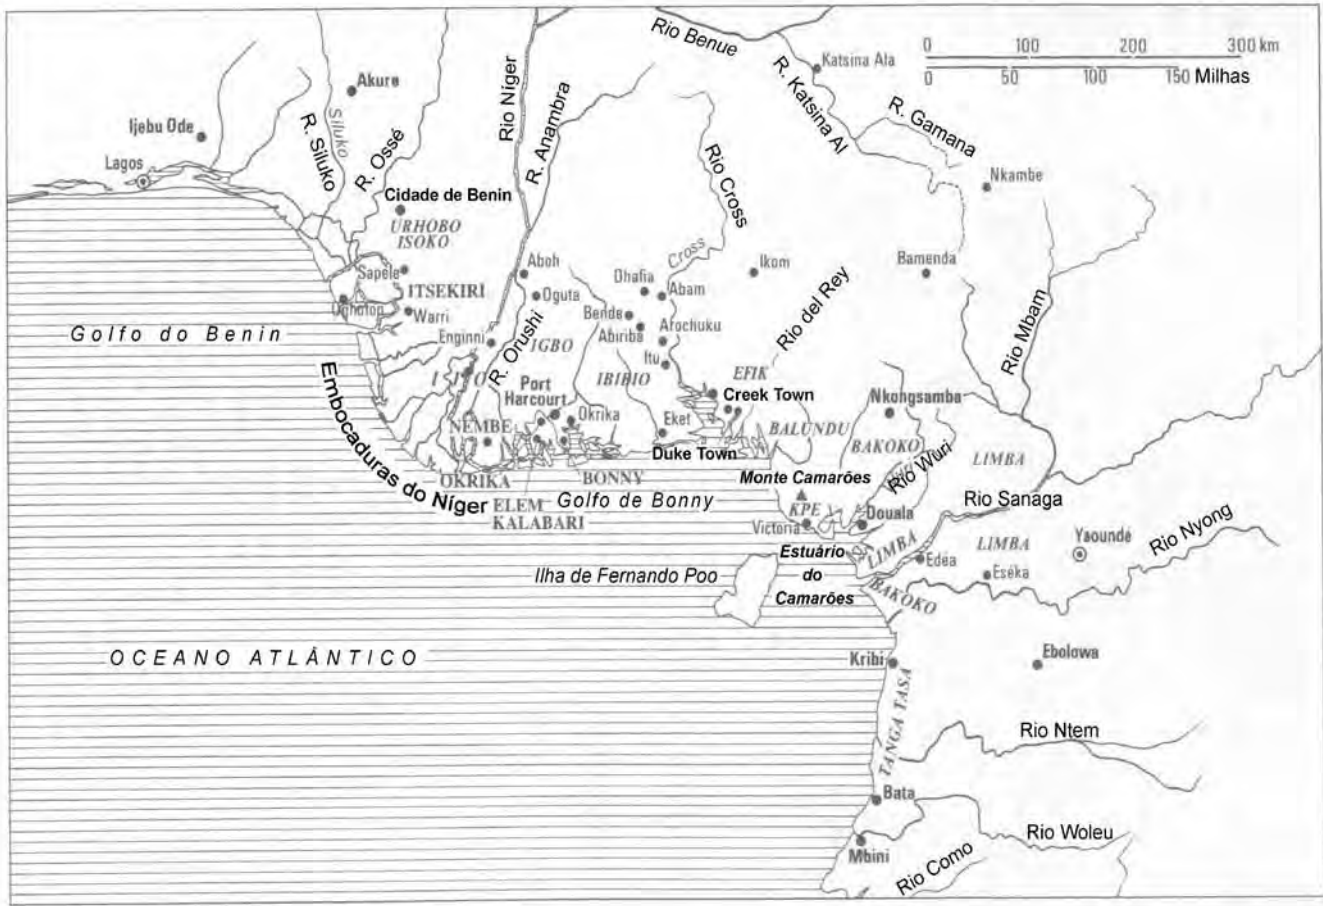 Rio Benue
0 100 200 300 km
0 50 100 150 Milhas
Katsina Ala
R. Katsina Al
R. Gamana
Akure
Ijebu Ode
Lagos
Siluko
R. Siluko
R. Ossé
Rio Níger
R. Anambra
Rio Cross
Cross
Nkambe
Cidade de Benin
URHOBO
ISOKO
Sapele
ITSEKIRI
Ughoton
Warri
Aboh
Oguta
Ohafia
Abam
Ikom
Bamenda
Bende
Abiriba
Arochuku
Itu
Rio del Rey
Rio Mbam
Golfo do Benin
Enginni
R. Orushi
IGBO
IBIBIO
EFIK
Creek Town
Nkongsamba
Embocaduras do Níger
Port
Harcourt
Okrika
NEMBE
Eket
Duke Town
BALUNDU
BAKOKO
Rio Wuri
LIMBA
OKRIKA
BONNY
ELEM
KALABARI
Golfo de Bonny
Monte Camarões
KPE
Victoria
Douala
Rio Sanaga
LIMBA
LIMBA
Yaoundé
Rio Nyong
Edéa
Eséka
Estuário
do
Camarões
Ilha de Fernando Poo
BAKOKO
OCEANO ATLÂNTICO
Kribi
Ebolowa
TANGA TASA
Rio Ntem
Bata
Mbini
Rio Woleu
Rio Como